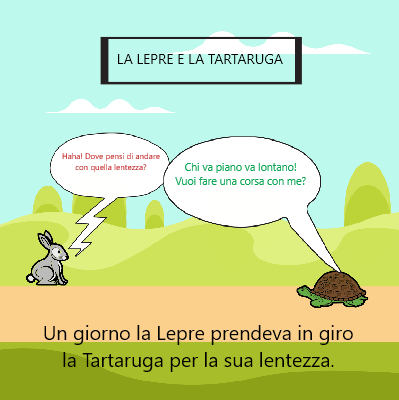 LA LEPRE E LA TARTARUGA
Haha! Dove pensi di andare
con quella lentezza?
Chi va piano va lontano!
Vuoi fare una corsa con me?
Un giorno la Lepre prendeva in giro
la Tartaruga per la sua lentezza.